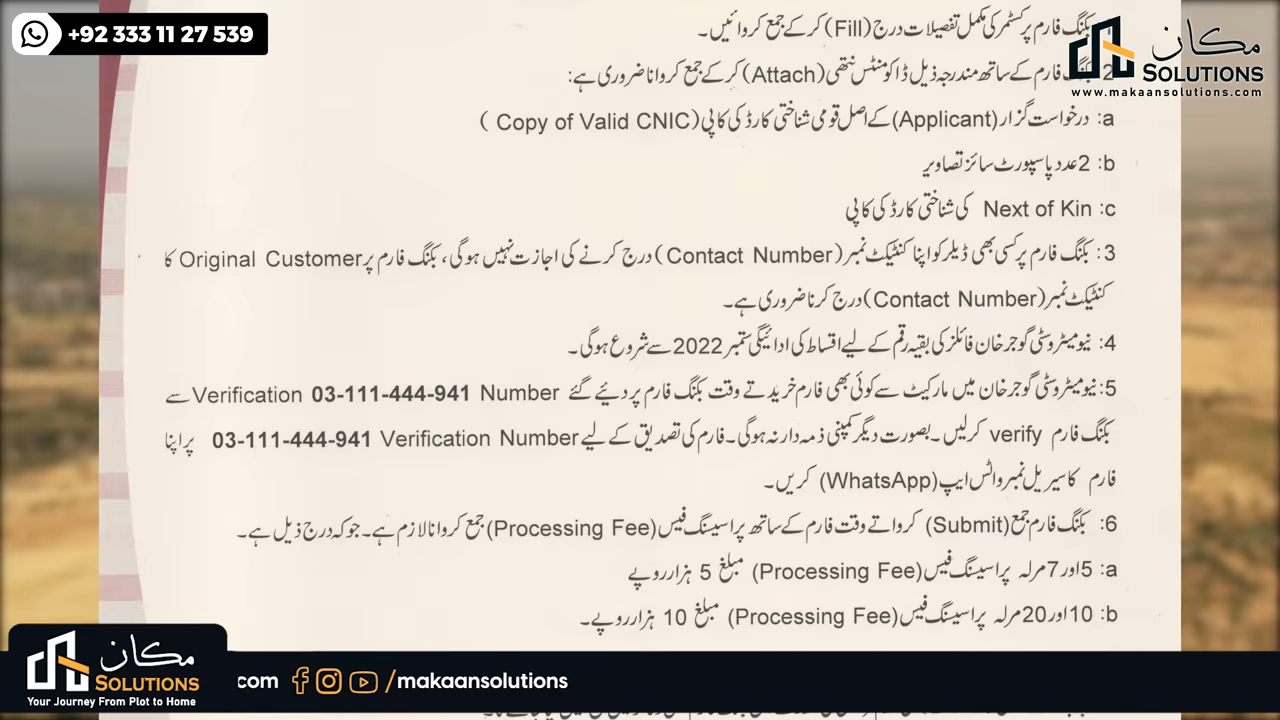 +92 333 11 27 539
بکنگ فارم پر کسٹمر کی مکمل تفصیلات درج (Fill) کر کے جمع کروائیں۔
مکان
SOLUTIONS
www.makaansolutions.com
2: بکنگ فارم کے ساتھ مندرجہ ذیل ڈاکومنٹس نتھی (Attach) کر کے جمع کروانا ضروری ہے:
a: درخواست گزار (Applicant) کے اصل قومی شناختی کارڈ کی کاپی (Copy of Valid CNIC )
b: 2 عدد پاسپورٹ سائز تصاویر
c: Next of Kin کی شناختی کارڈ کی کاپی
3: بکنگ فارم پر کسی بھی ڈیلر کو اپنا کنٹیکٹ نمبر (Contact Number) درج کرنے کی اجازت نہیں ہوگی، بکنگ فارم پر Original Customer کا
کنٹیکٹ نمبر (Contact Number) درج کرنا ضروری ہے۔
4: نیو میٹرو سٹی گوجر خان فائلز کی بقیہ رقم کے لیے اقساط کی ادائیگی ستمبر 2022 سے شروع ہوگی۔
5: نیو میٹرو سٹی گوجر خان میں مارکیٹ سے کوئی بھی فارم خریدتے وقت بکنگ فارم پر دئیے گئے Verification 03-111-444-941 Number سے
بکنگ فارم verify کرلیں۔ بصورت دیگر کمپنی ذمہ دار نہ ہوگی۔ فارم کی تصدیق کے لیے Verification Number 03-111-444-941 پر اپنا
فارم کا سیریل نمبر واٹس ایپ (WhatsApp) کریں۔
6: بکنگ فارم جمع (Submit) کرواتے وقت فارم کے ساتھ پراسیسنگ فیس (Processing Fee) جمع کروانا لازم ہے۔ جو کہ درج ذیل ہے۔
a: 5 اور 7 مرلہ پراسیسنگ فیس (Processing Fee) مبلغ 5 ہزار روپے
b: 10 اور 20 مرلہ پراسیسنگ فیس (Processing Fee) مبلغ 10 ہزار روپے۔
مکان
SOLUTIONS
Your Journey From Plot to Home
com /makaansolutions